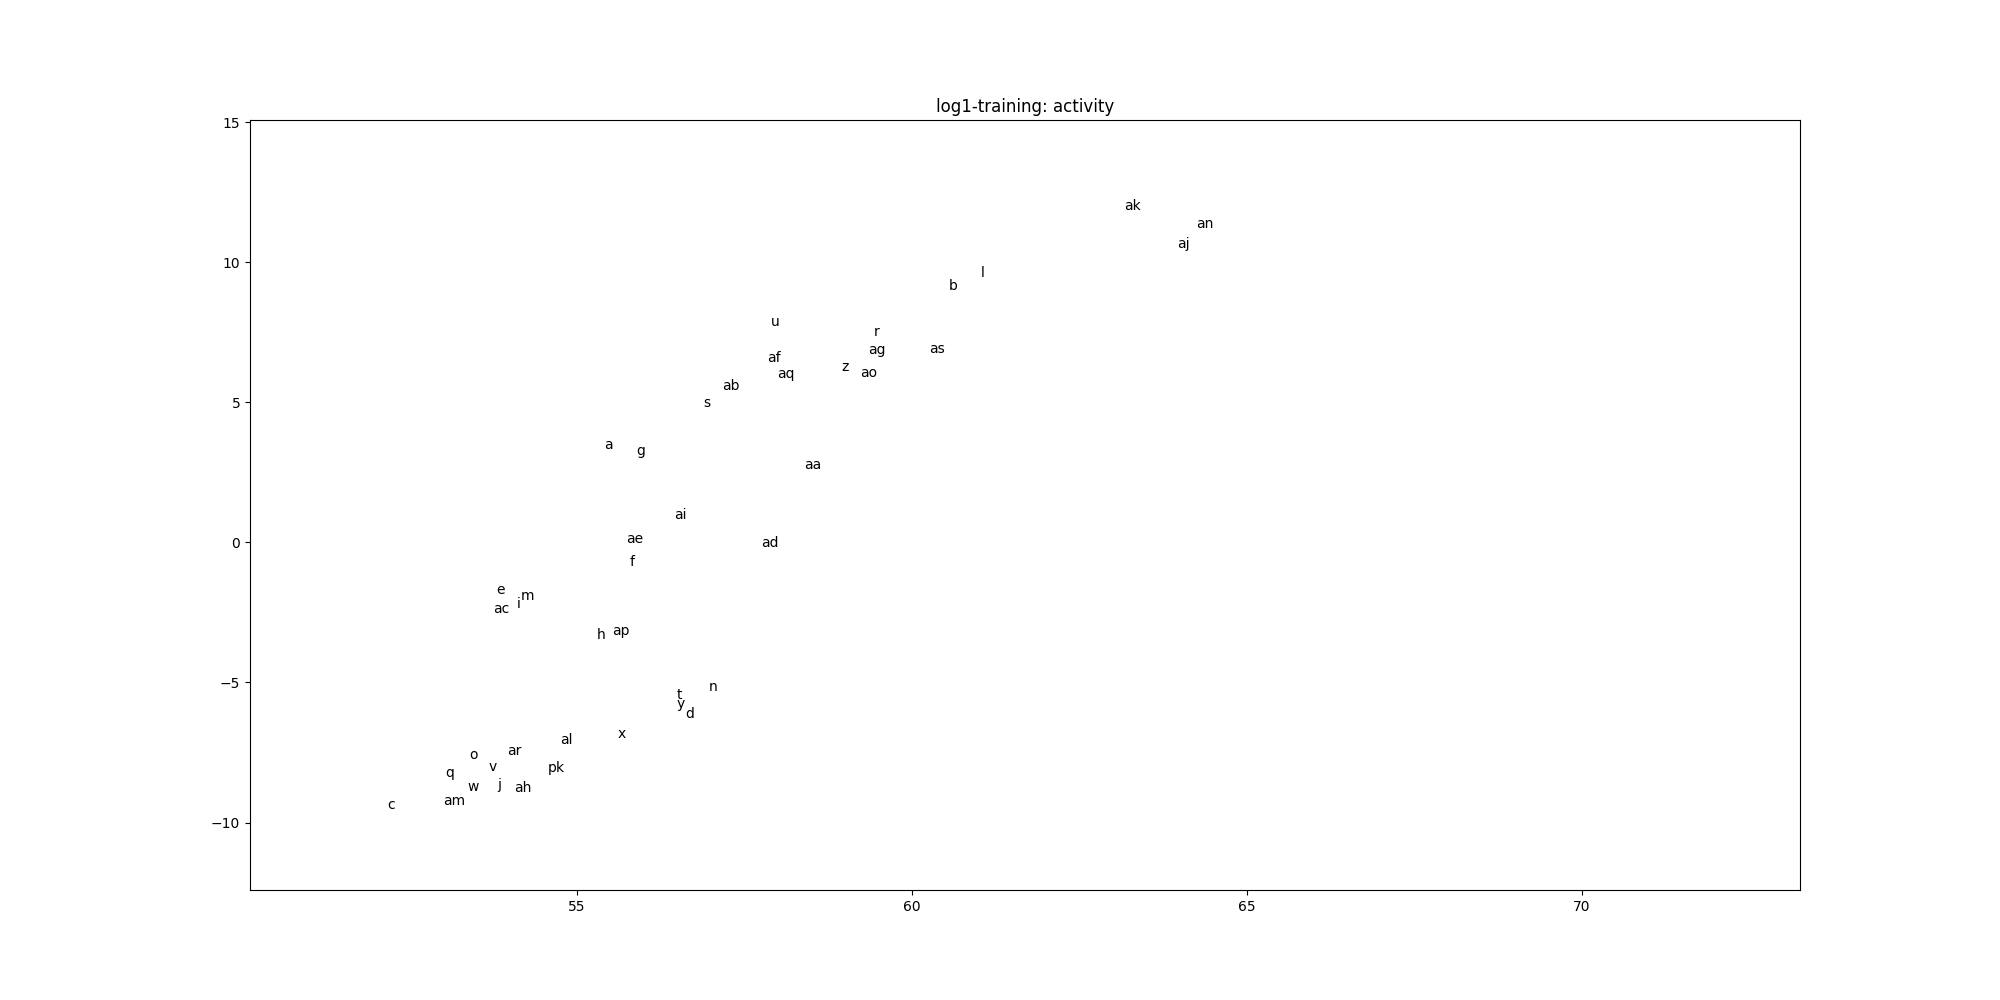 log1-training: activity
15
ak
an
aj
10
l
b
u
r
ag
as
af
z
ao
aq
ab
5
s
a
g
aa
ai
ae
0
ad
f
e
m
i
ac
ap
h
−5
n
t
y
d
x
al
ar
o
v
pk
q
j
w
ah
am
c
−10
55
60
65
70